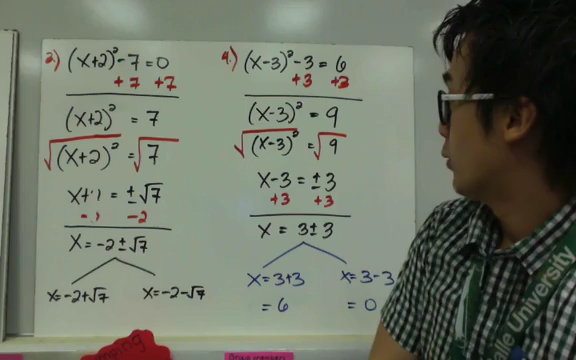 3) (x+2)² - 7 = 0
+7 +7
(x+2)² = 7
√(x+2)² = √7
x+2 = ±√7
-2 -2
x = -2 ± √7
x = -2+√7 x = -2-√7
4.) (x-3)² - 3 = 6
+3 +3
(x-3)² = 9
√(x-3)² = √9
x-3 = ±3
+3 +3
x = 3 ± 3
x = 3+3 x = 3-3
= 6 = 0
University